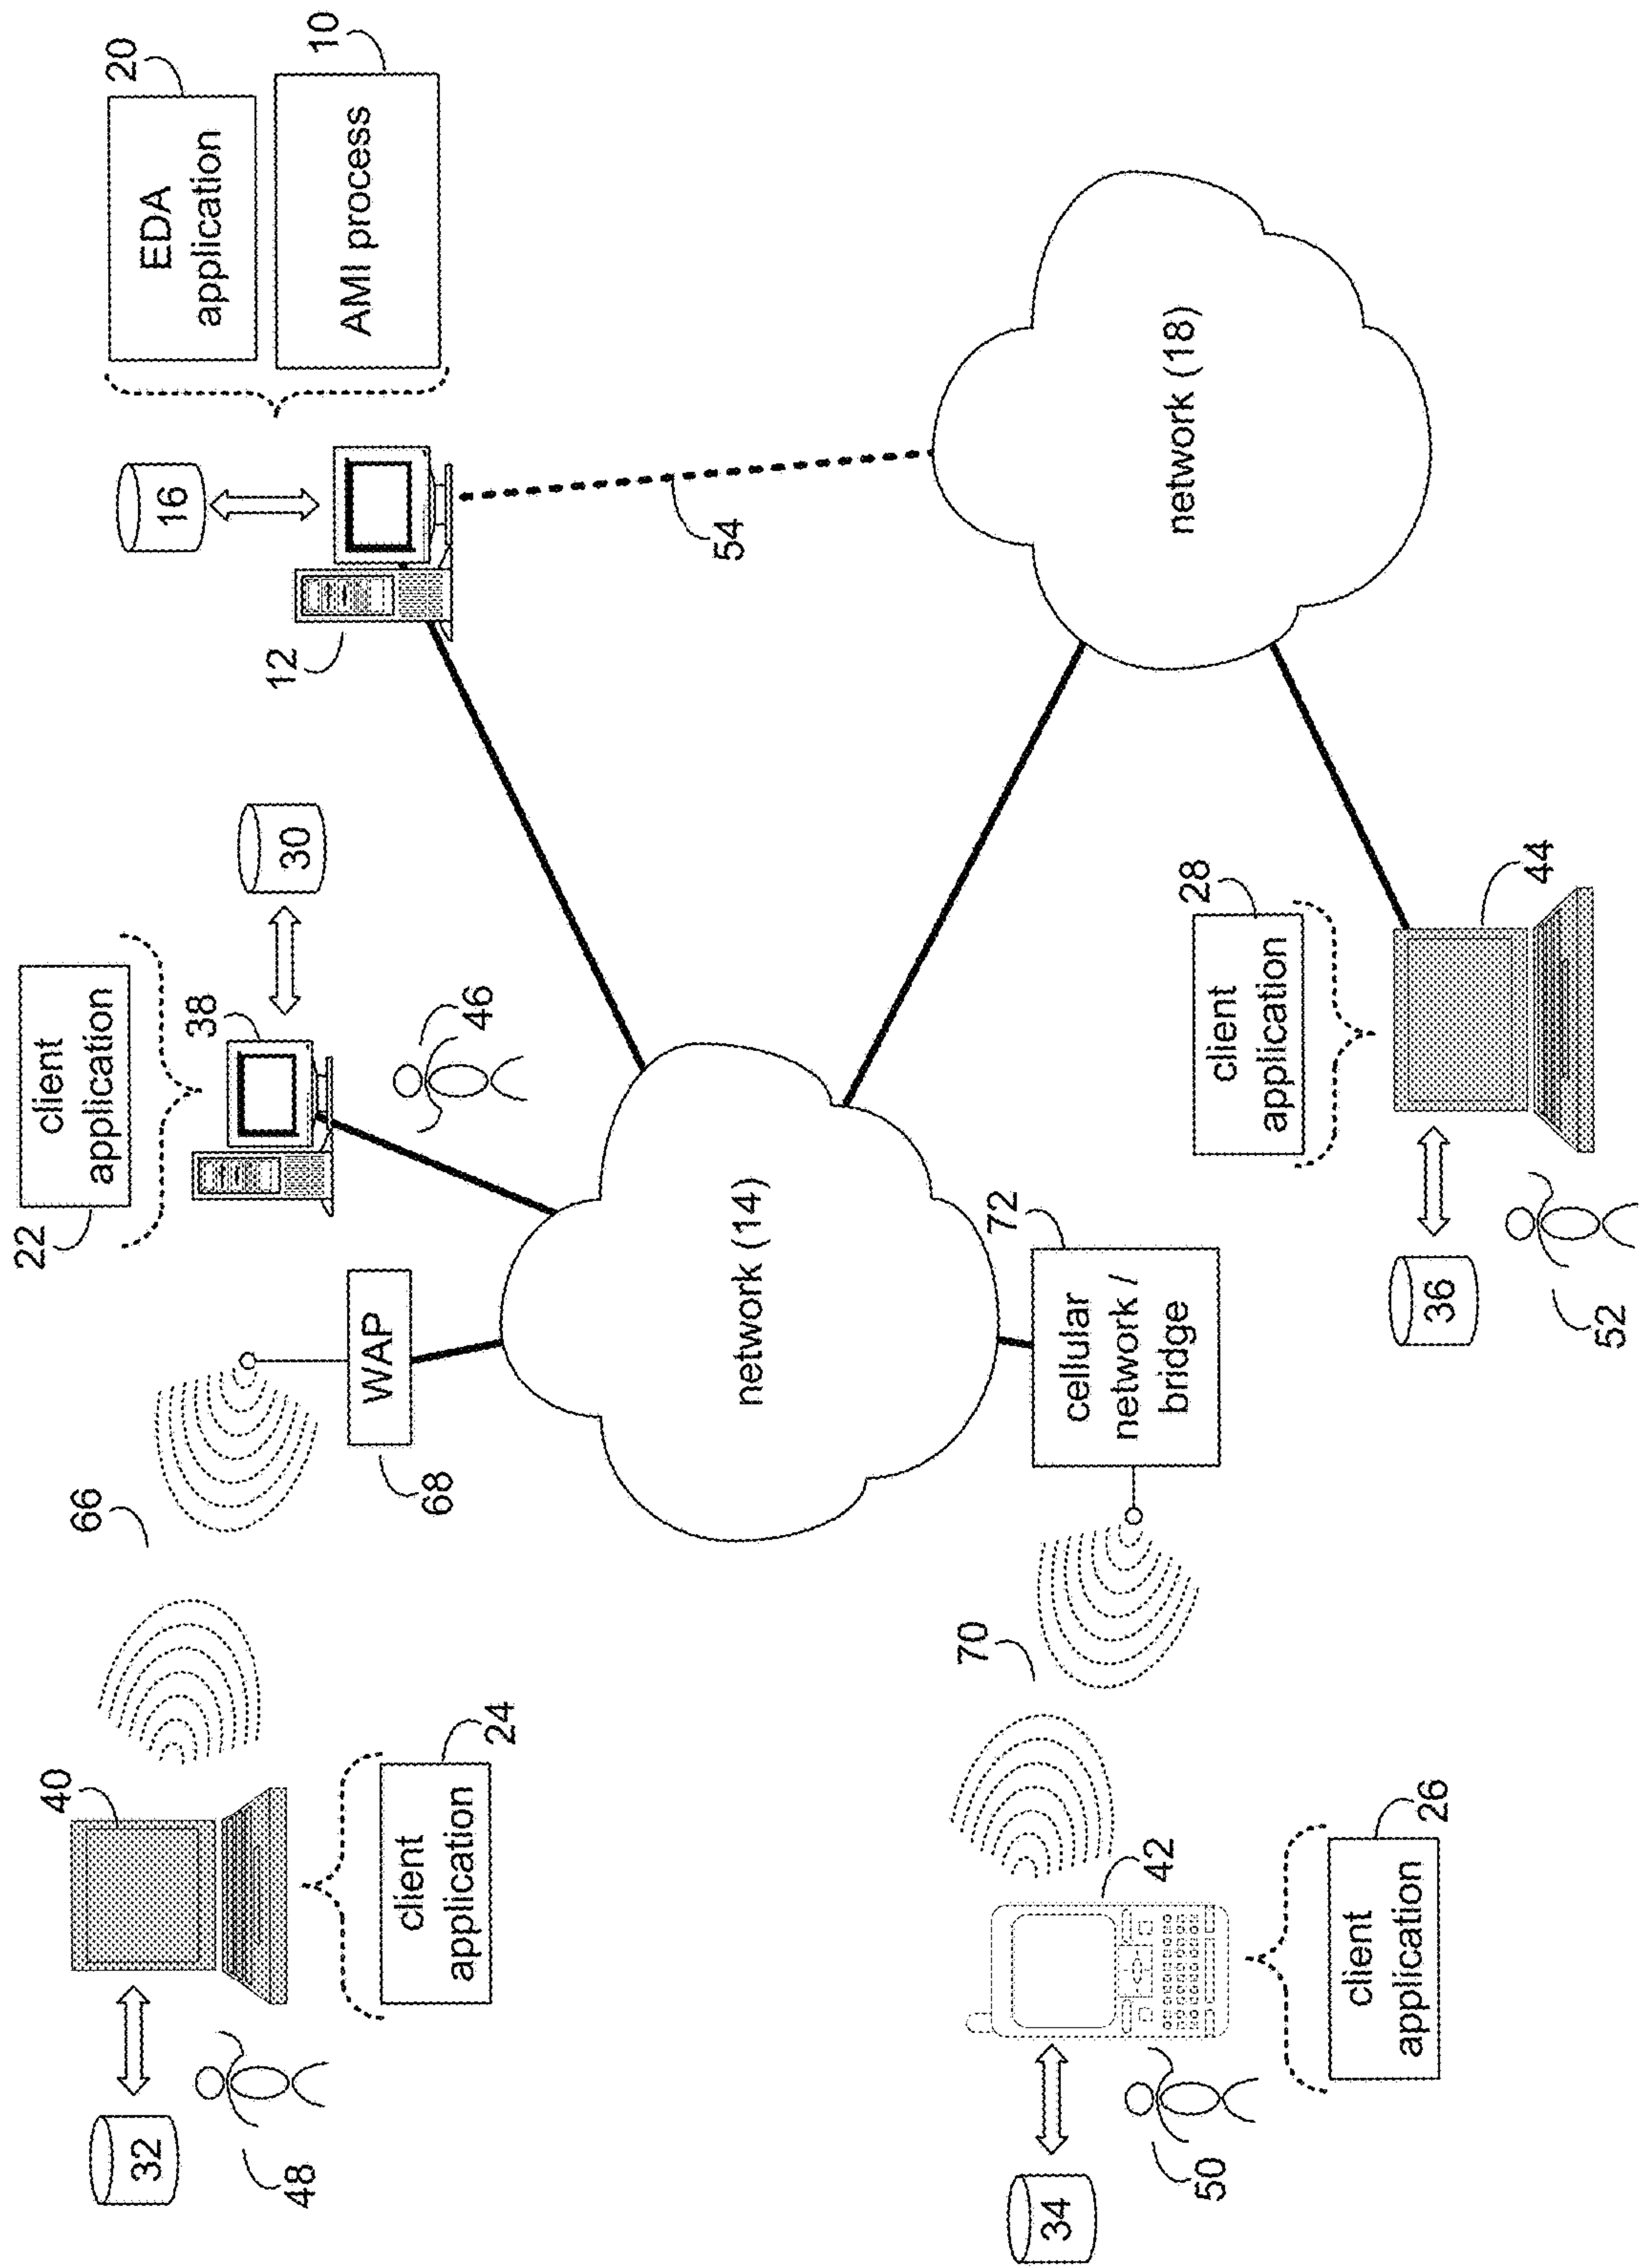 32
40
48
client
application
24
66
WAP
68
client
application
22
38
30
46
16
12
EDA
application
20
AMI process
10
54
network (14)
network (18)
34
42
50
client
application
26
70
cellular
network /
bridge
72
client
application
28
44
36
52